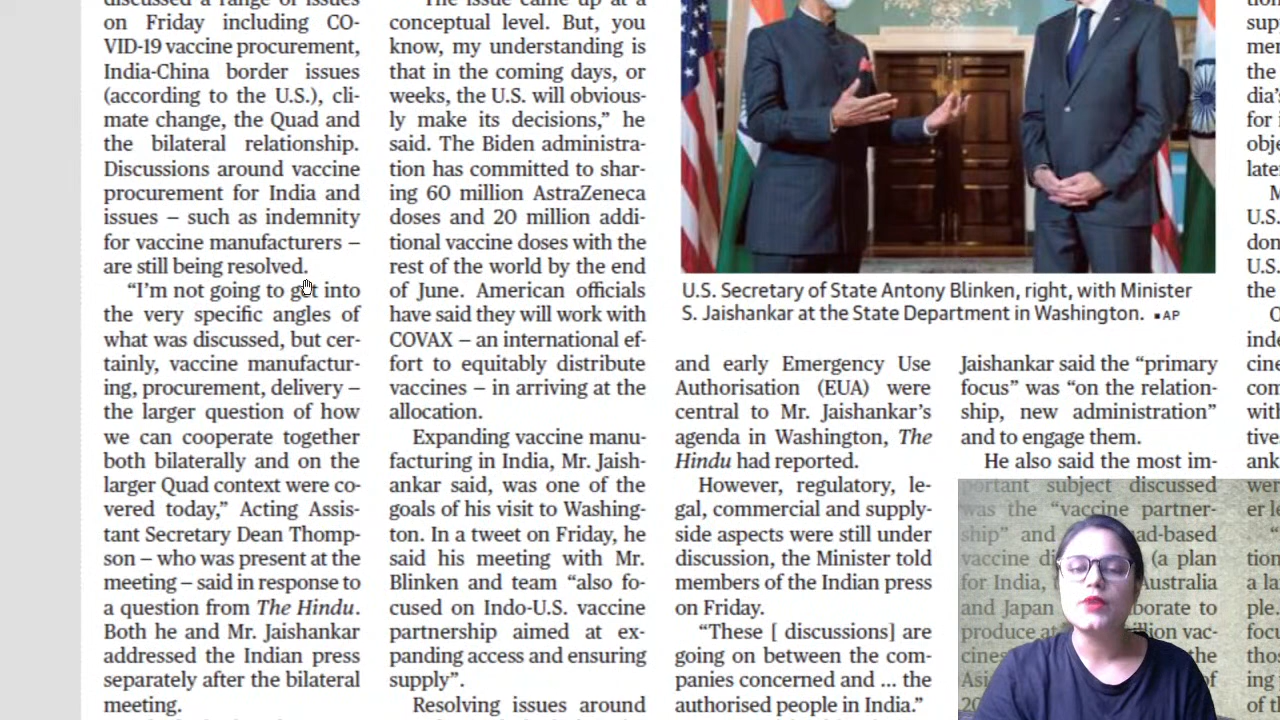 discussed a range of issues
on Friday including CO-
VID-19 vaccine procurement,
India-China border issues
(according to the U.S.), cli-
mate change, the Quad and
the bilateral relationship.
Discussions around vaccine
procurement for India and
issues – such as indemnity
for vaccine manufacturers –
are still being resolved.
“I’m not going to get into
the very specific angles of
what was discussed, but cer-
tainly, vaccine manufactur-
ing, procurement, delivery –
the larger question of how
we can cooperate together
both bilaterally and on the
larger Quad context were co-
vered today,” Acting Assis-
tant Secretary Dean Thomp-
son – who was present at the
meeting – said in response to
a question from The Hindu.
Both he and Mr. Jaishankar
addressed the Indian press
separately after the bilateral
meeting.
The issue came up at a
conceptual level. But, you
know, my understanding is
that in the coming days, or
weeks, the U.S. will obvious-
ly make its decisions,” he
said. The Biden administra-
tion has committed to shar-
ing 60 million AstraZeneca
doses and 20 million addi-
tional vaccine doses with the
rest of the world by the end
of June. American officials
have said they will work with
COVAX – an international ef-
fort to equitably distribute
vaccines – in arriving at the
allocation.
Expanding vaccine manu-
facturing in India, Mr. Jaish-
ankar said, was one of the
goals of his visit to Washing-
ton. In a tweet on Friday, he
said his meeting with Mr.
Blinken and team “also fo-
cused on Indo-U.S. vaccine
partnership aimed at ex-
panding access and ensuring
supply”.
Resolving issues around
U.S. Secretary of State Antony Blinken, right, with Minister
S. Jaishankar at the State Department in Washington. ▪AP
and early Emergency Use
Authorisation (EUA) were
central to Mr. Jaishankar’s
agenda in Washington, The
Hindu had reported.
However, regulatory, le-
gal, commercial and supply-
side aspects were still under
discussion, the Minister told
members of the Indian press
on Friday.
“These [ discussions] are
going on between the com-
panies concerned and ... the
authorised people in India.”
Jaishankar said the “primary
focus” was “on the relation-
ship, new administration”
and to engage them.
He also said the most im-
portant subject discussed
was the “vaccine partner-
ship” and
vaccine (a plan
for India, Australia
and Japan
produce at vac-
cines the
of
U.S.
U.S.
the